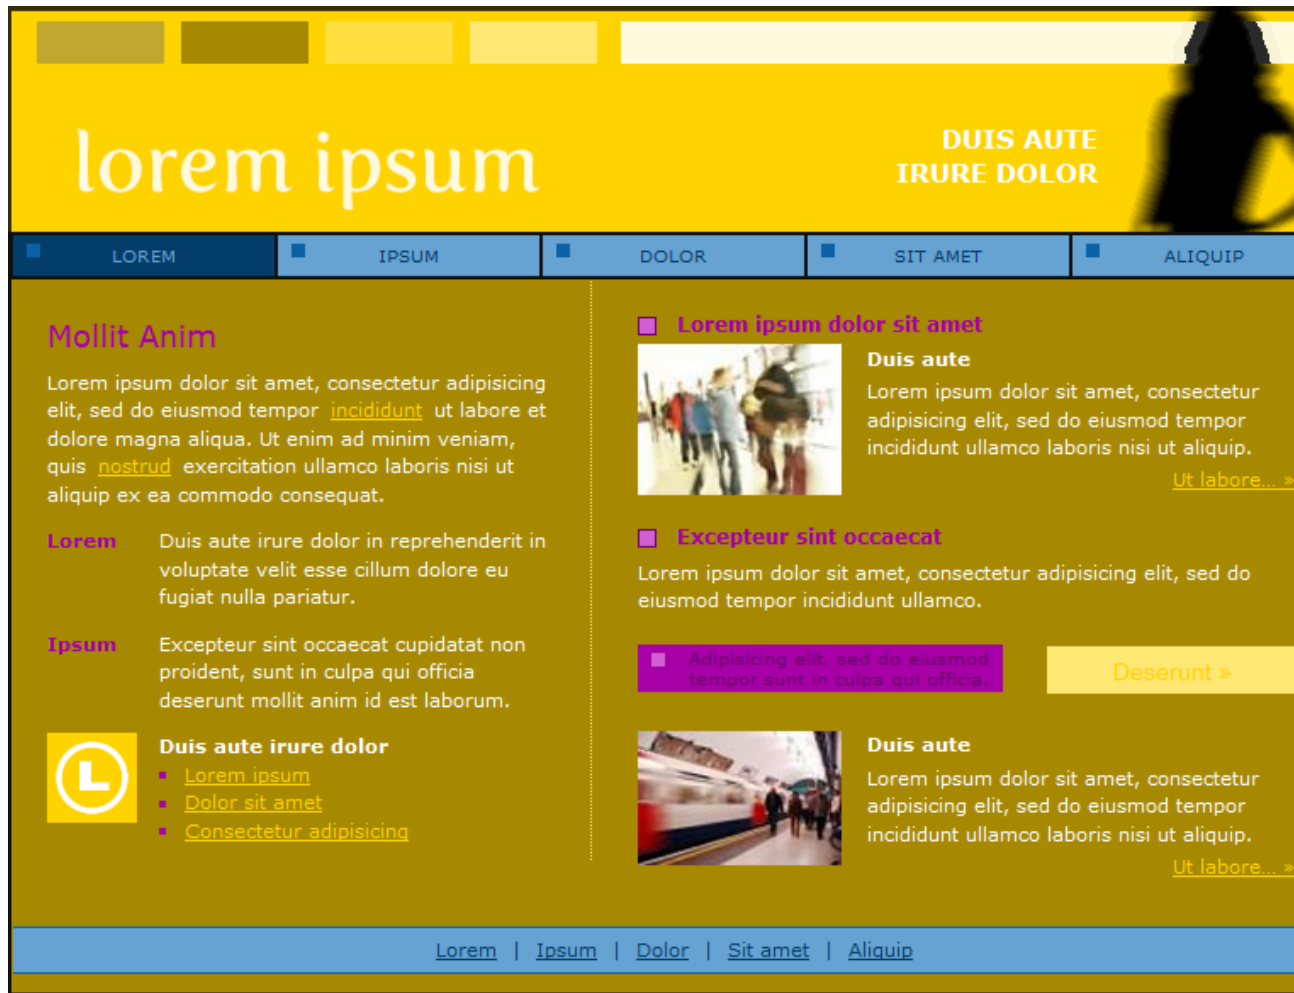 lorem ipsum
DUIS AUTE
IRURE DOLOR
LOREM
IPSUM
DOLOR
SIT AMET
ALIQUIP
Mollit Anim
Lorem ipsum dolor sit amet, consectetur adipisicing
elit, sed do eiusmod tempor incididunt ut labore et
dolore magna aliqua. Ut enim ad minim veniam,
quis nostrud exercitation ullamco laboris nisi ut
aliquip ex ea commodo consequat.
Lorem
Duis aute irure dolor in reprehenderit in
voluptate velit esse cillum dolore eu
fugiat nulla pariatur.
Ipsum
Excepteur sint occaecat cupidatat non
proident, sunt in culpa qui officia
deserunt mollit anim id est laborum.
L
Duis aute irure dolor
Lorem ipsum
Dolor sit amet
Consectetur adipisicing
Lorem ipsum dolor sit amet
Duis aute
Lorem ipsum dolor sit amet, consectetur
adipisicing elit, sed do eiusmod tempor
incididunt ullamco laboris nisi ut aliquip.
Ut labore... »
Excepteur sint occaecat
Lorem ipsum dolor sit amet, consectetur adipisicing elit, sed do
eiusmod tempor incididunt ullamco.
Adipisicing elit, sed do eiusmod
tempor sunt in culpa qui officia.
Deserunt »
Duis aute
Lorem ipsum dolor sit amet, consectetur
adipisicing elit, sed do eiusmod tempor
incididunt ullamco laboris nisi ut aliquip.
Ut labore... »
Lorem | Ipsum | Dolor | Sit amet | Aliquip